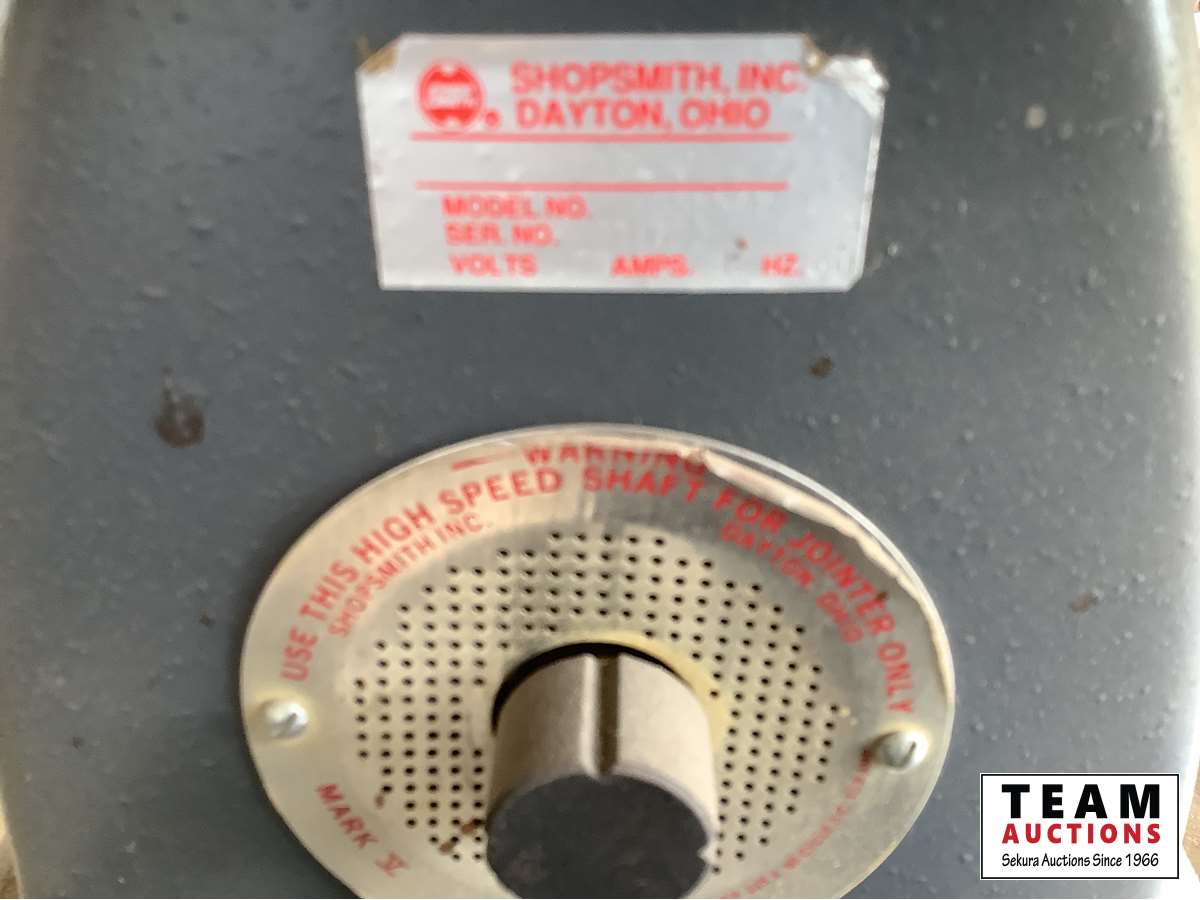 SHOPSMITH, INC.
DAYTON, OHIO
MODEL NO.
SER. NO.
VOLTS AMPS. HZ.
WARNING
USE THIS HIGH SPEED SHAFT FOR JOINTER ONLY
SHOPSMITH INC. DAYTON, OHIO
MARK V
TEAM
AUCTIONS
Sekura Auctions Since 1966